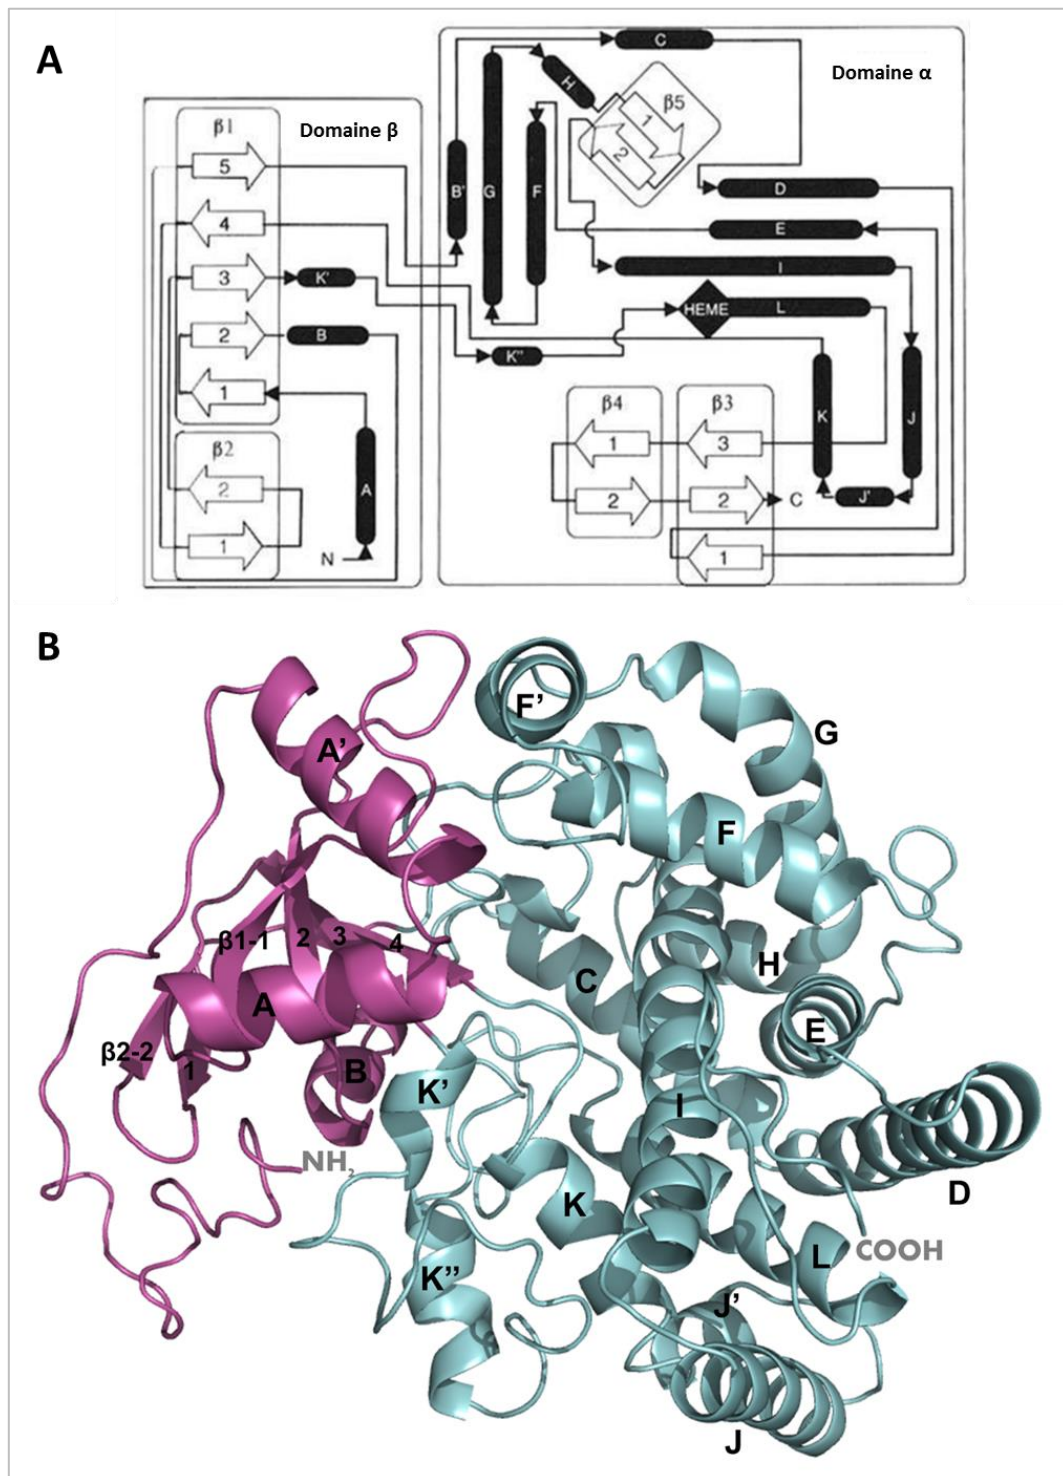 A
C
Domaine α
H
β5
1
2
Domaine β
β1
5
4
3
K'
2
B
1
β2
2
1
A
N
B'
G
F
D
E
I
HEME
L
K"
K
J
J'
β4
1
2
β3
3
2
C
1
B
F’
A’
G
F
β1-1
2
3
4
A
C
H
E
β2-2
1
B
K’
I
NH2
K
D
K”
L
COOH
J’
J